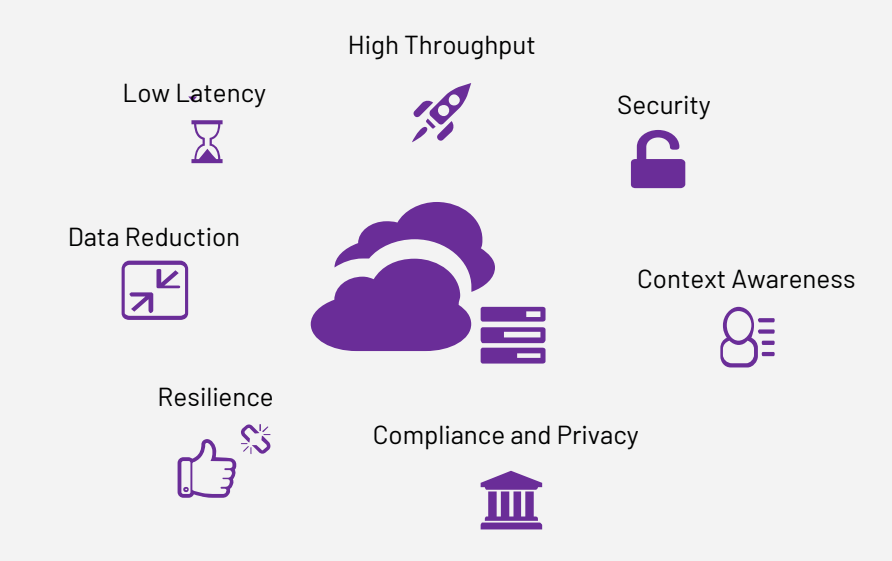 High Throughput
Low Latency
Security
Data Reduction
Context Awareness
Resilience
Compliance and Privacy